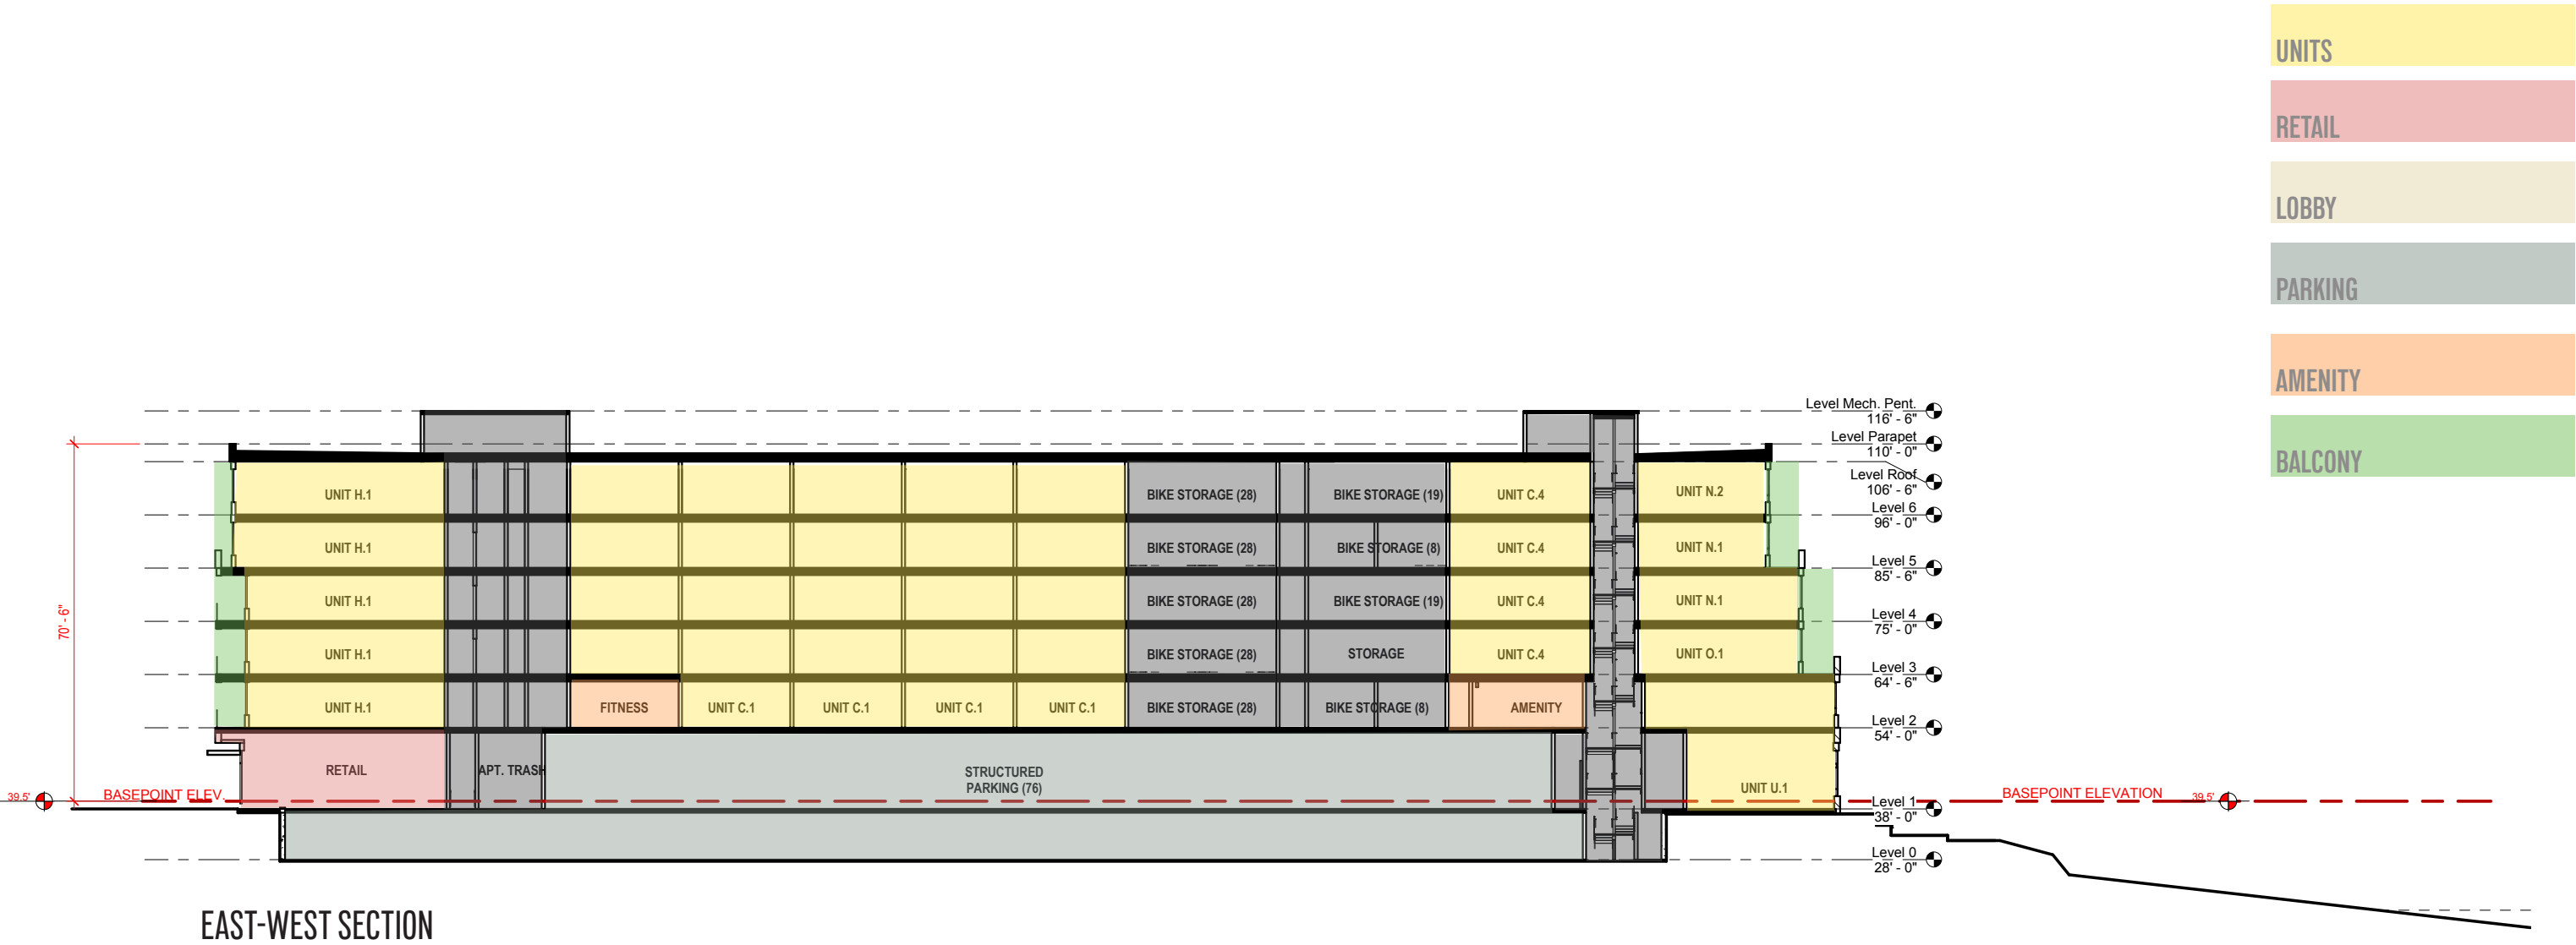 UNITS
RETAIL
LOBBY
PARKING
AMENITY
BALCONY
Level Mech. Pent.
116' - 6"
Level Parapet
110' - 0"
Level Roof
106' - 6"
Level 6
96' - 0"
Level 5
85' - 6"
Level 4
75' - 0"
Level 3
64' - 6"
Level 2
54' - 0"
Level 1
38' - 0"
Level 0
28' - 0"
UNIT H.1 BIKE STORAGE (28) BIKE STORAGE (19) UNIT C.4 UNIT N.2
UNIT H.1 BIKE STORAGE (28) BIKE STORAGE (8) UNIT C.4 UNIT N.1
UNIT H.1 BIKE STORAGE (28) BIKE STORAGE (19) UNIT C.4 UNIT N.1
70' - 6"
UNIT H.1 BIKE STORAGE (28) STORAGE UNIT C.4 UNIT O.1
UNIT H.1 FITNESS UNIT C.1 UNIT C.1 UNIT C.1 UNIT C.1 BIKE STORAGE (28) BIKE STORAGE (8) AMENITY
RETAIL APT. TRASH STRUCTURED
PARKING (76) UNIT U.1
39.5' BASEPOINT ELEV. BASEPOINT ELEVATION 39.5'
EAST-WEST SECTION